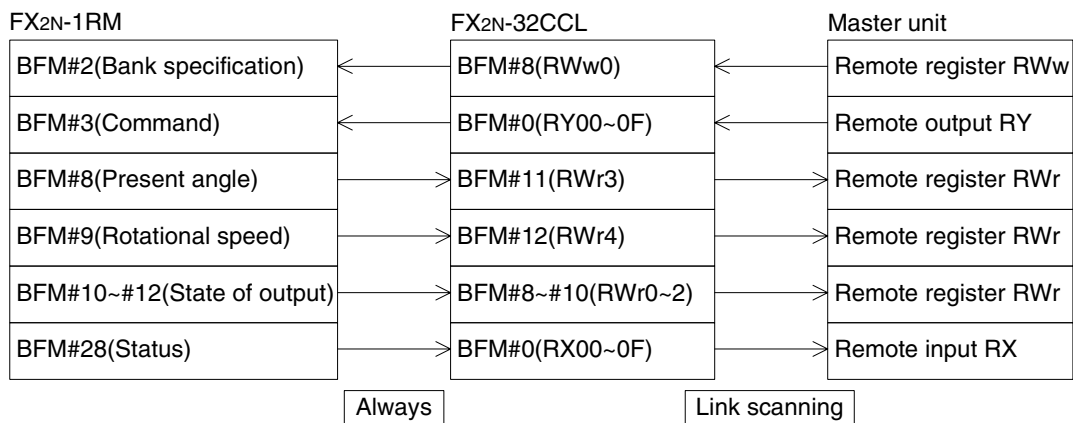 FX2N-1RM FX2N-32CCL Master unit
BFM#2(Bank specification) BFM#8(RWw0) Remote register RWw
BFM#3(Command) BFM#0(RY00~0F) Remote output RY
BFM#8(Present angle) BFM#11(RWr3) Remote register RWr
BFM#9(Rotational speed) BFM#12(RWr4) Remote register RWr
BFM#10~#12(State of output) BFM#8~#10(RWr0~2) Remote register RWr
BFM#28(Status) BFM#0(RX00~0F) Remote input RX
Always Link scanning